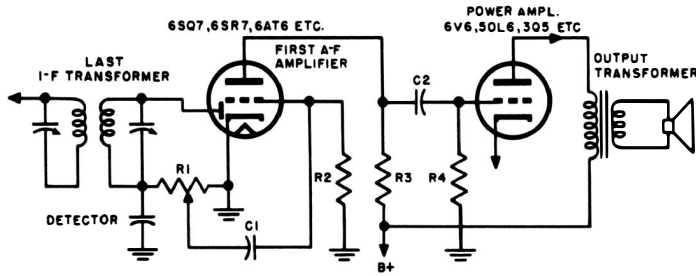 6SQ7,6SR7,6AT6 ETC.
POWER AMPL.
6V6,50L6,3Q5 ETC
LAST
I-F TRANSFORMER
FIRST A-F
AMPLIFIER
OUTPUT
TRANSFORMER
C2
R1
R2
R3
R4
DETECTOR
C1
B+